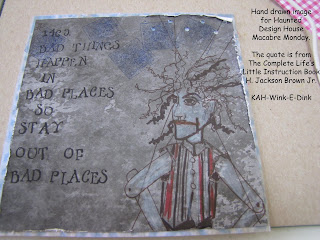 1460.
BAD THINGS
HAPPEN
IN
BAD PLACES
SO
STAY
OUT OF
BAD PLACES
Hand drawn image
for Haunted
Design House
Macabre Monday.
The quote is from
The Complete Life's
Little Instruction Book
H. Jackson Brown Jr.
KAH-Wink-E-Dink